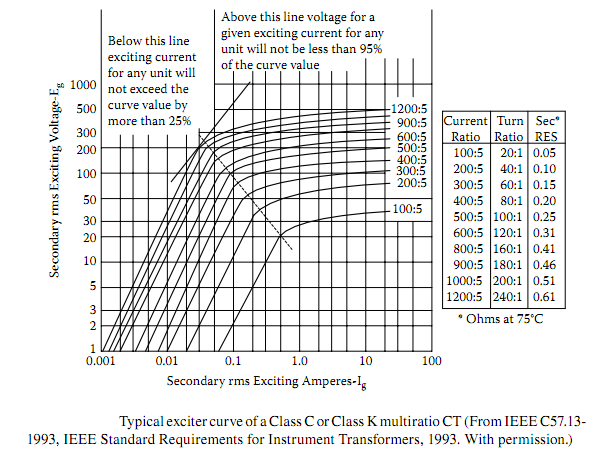 Above this line voltage for a
given exciting current for any
unit will not be less than 95%
of the curve value
Below this line
exciting current
for any unit will
not exceed the
curve value by
more than 25%
Secondary rms Exciting Voltage-Eg
1000
500
300
200
100
50
30
20
10
5
3
2
1
0.001
0.01
0.1
1.0
10
100
Secondary rms Exciting Amperes-Ig
1200:5
900:5
600:5
500:5
400:5
300:5
200:5
100:5
Current Turn Sec*
Ratio Ratio RES
100:5 20:1 0.05
200:5 40:1 0.10
300:5 60:1 0.15
400:5 80:1 0.20
500:5 100:1 0.25
600:5 120:1 0.31
800:5 160:1 0.41
900:5 180:1 0.46
1000:5 200:1 0.51
1200:5 240:1 0.61
* Ohms at 75°C
Typical exciter curve of a Class C or Class K multiratio CT (From IEEE C57.13-
1993, IEEE Standard Requirements for Instrument Transformers, 1993. With permission.)